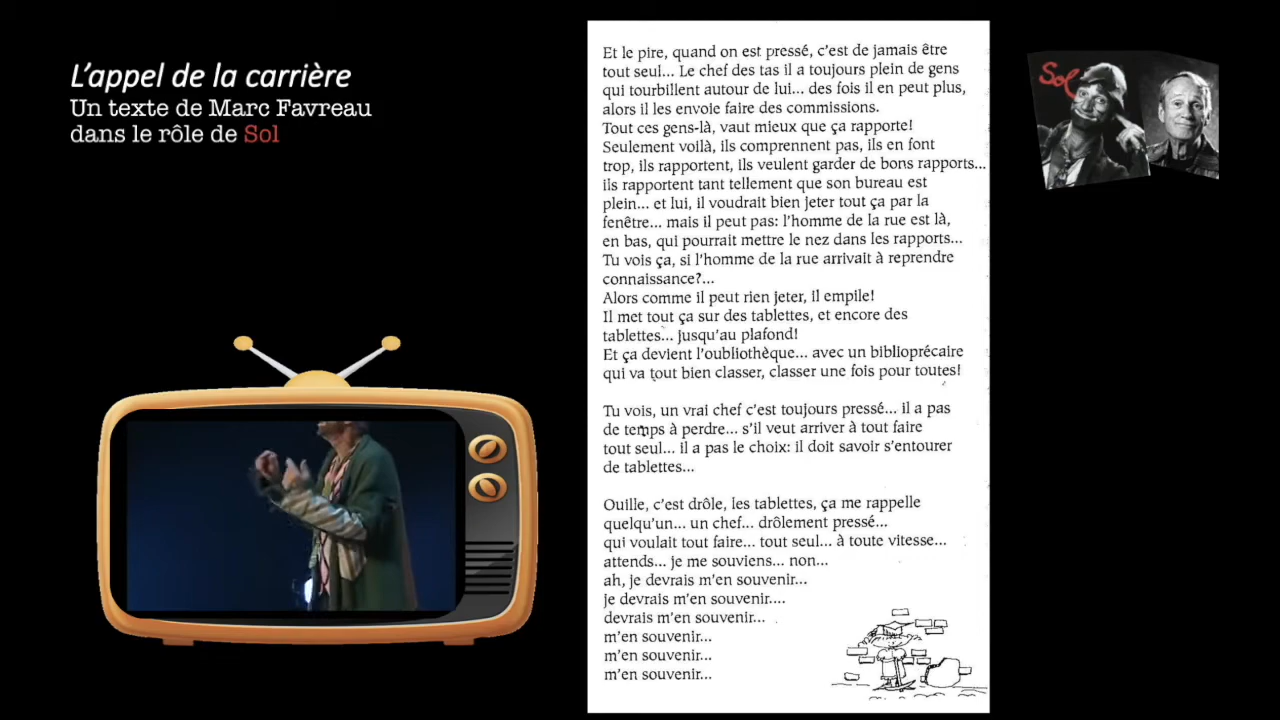 L'appel de la carrière
Un texte de Marc Favreau
dans le rôle de Sol
Et le pire, quand on est pressé, c'est de jamais être
tout seul... Le chef des tas il a toujours plein de gens
qui tourbillent autour de lui... des fois il en peut plus,
alors il les envoie faire des commissions.
Tout ces gens-là, vaut mieux que ça rapporte!
Seulement voilà, ils comprennent pas, ils en font
trop, ils rapportent, ils veulent garder de bons rapports...
ils rapportent tant tellement que son bureau est
plein... et lui, il voudrait bien jeter tout ça par la
fenêtre... mais il peut pas: l'homme de la rue est là,
en bas, qui pourrait mettre le nez dans les rapports...
Tu vois ça, si l'homme de la rue arrivait à reprendre
connaissance?...
Alors comme il peut rien jeter, il empile!
Il met tout ça sur des tablettes, et encore des
tablettes... jusqu'au plafond!
Et ça devient l'oubliothèque... avec un biblioprécaire
qui va tout bien classer, classer une fois pour toutes!
Tu vois, un vrai chef c'est toujours pressé... il a pas
de temps à perdre... s'il veut arriver à tout faire
tout seul... il a pas le choix: il doit savoir s'entourer
de tablettes...
Ouille, c'est drôle, les tablettes, ça me rappelle
quelqu'un... un chef... drôlement pressé...
qui voulait tout faire... tout seul... à toute vitesse...
attends... je me souviens... non...
ah, je devrais m'en souvenir...
je devrais m'en souvenir....
devrais m'en souvenir...
m'en souvenir...
m'en souvenir...
m'en souvenir...
Sol